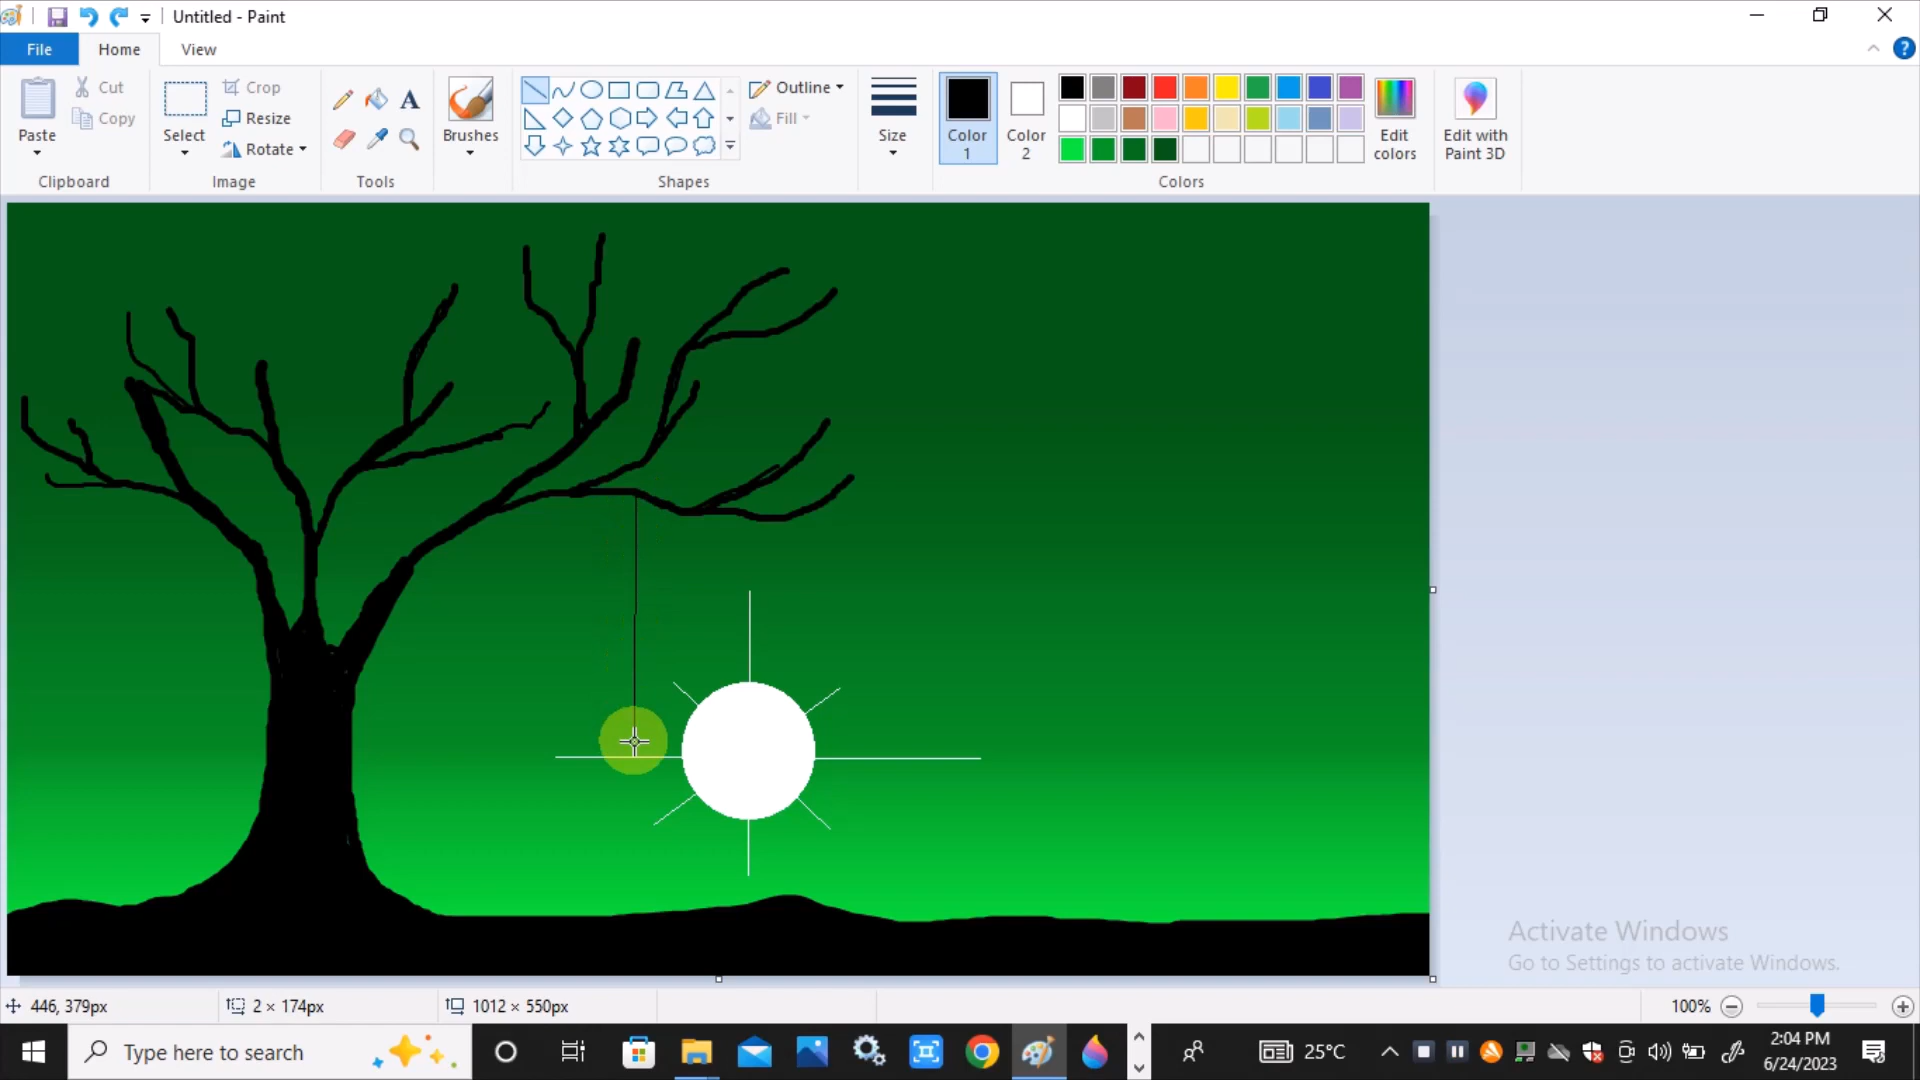 Untitled - Paint
File Home View
Paste
Cut
Copy
Clipboard
Select
Crop
Resize
Rotate
Image
A
Tools
Brushes
Shapes
Outline
Fill
Size
Color 1
Color 2
Colors
Edit colors
Edit with Paint 3D
Activate Windows
Go to Settings to activate Windows.
446, 379px
2 × 174px
1012 × 550px
100%
Type here to search
25°C
2:04 PM
6/24/2023